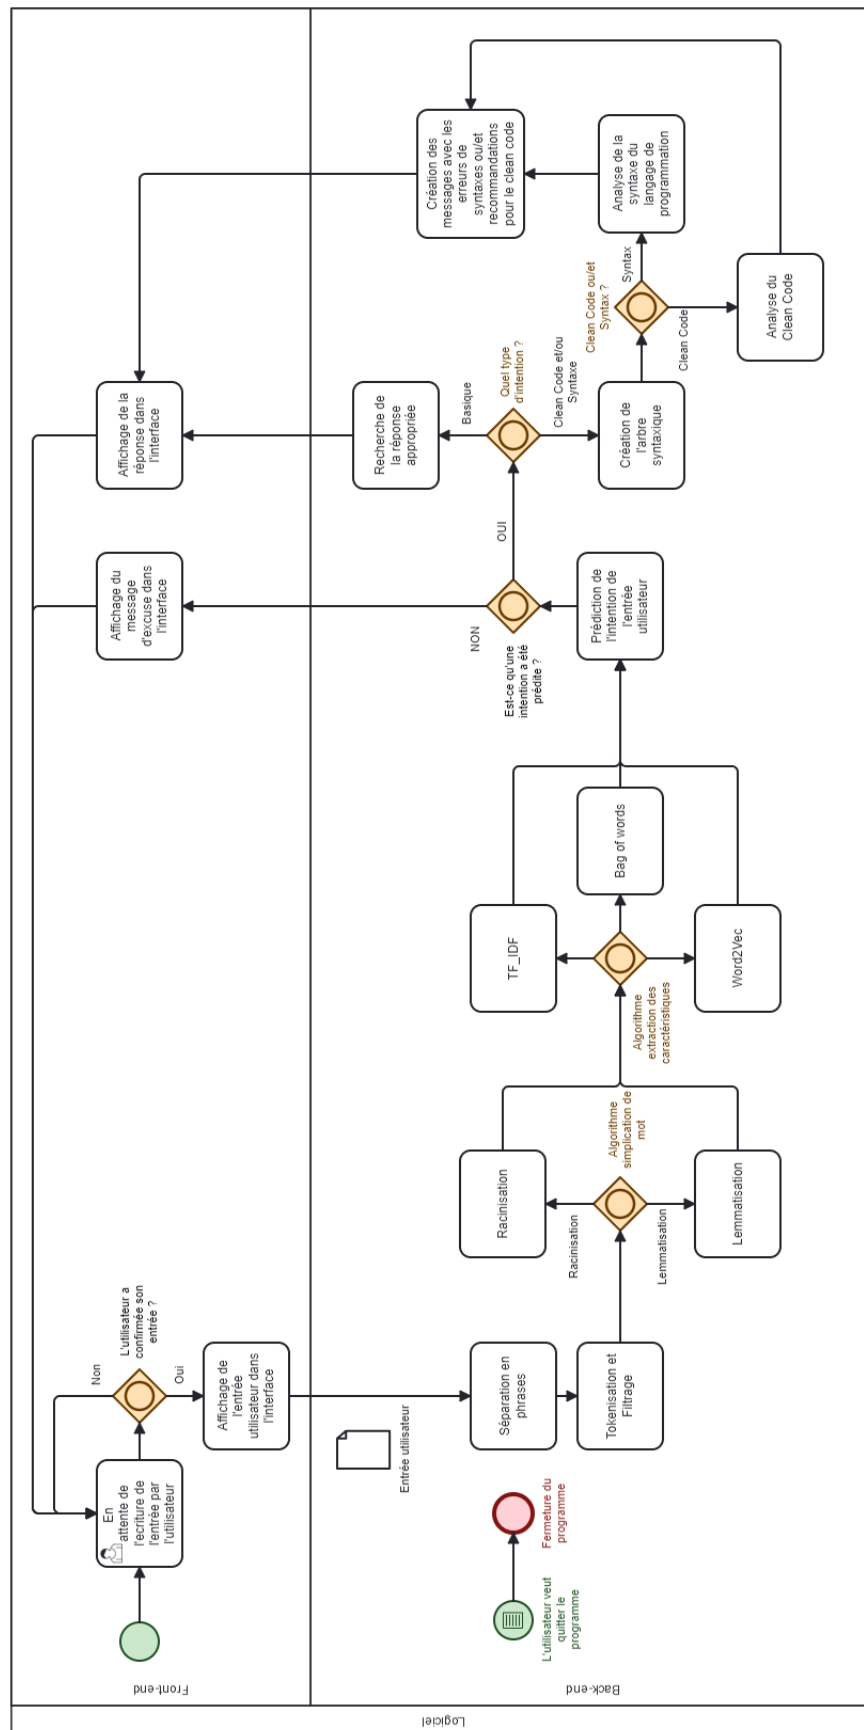 Logiciel
Front-end
Back-end
En
attente de
l'ecriture de
l'entrée par
l'utilisateur
L'utilisateur a
confirmée son
entrée ?
Non
Oui
Affichage de
l'entrée
utilisateur dans
l'interface
Affichage du
message
d'excuse dans
l'interface
Affichage de la
réponse dans
l'interface
L'utilisateur veut
quitter le
programme
Fermeture du
programme
Entrée utilisateur
Séparation en
phrases
Tokenisation et
Filtrage
Algorithme
simplication de
mot
Racinisation
Racinisation
Lemmatisation
Lemmatisation
Algorithme
extraction des
caractéristiques
TF_IDF
Bag of words
Word2Vec
Prédiction de
l'intention de
l'entrée
utilisateur
Est-ce qu'une
intention a été
prédite ?
NON
OUI
Quel type
d'intention ?
Basique
Recherche de
la réponse
appropriée
Clean Code et/ou
Syntaxe
Création de
l'arbre
syntaxique
Clean Code ou/et
Syntax ?
Syntax
Clean Code
Analyse de la
syntaxe du
langage de
programmation
Analyse du
Clean Code
Création des
messages avec les
erreurs de
syntaxes ou/et
recommandations
pour le clean code